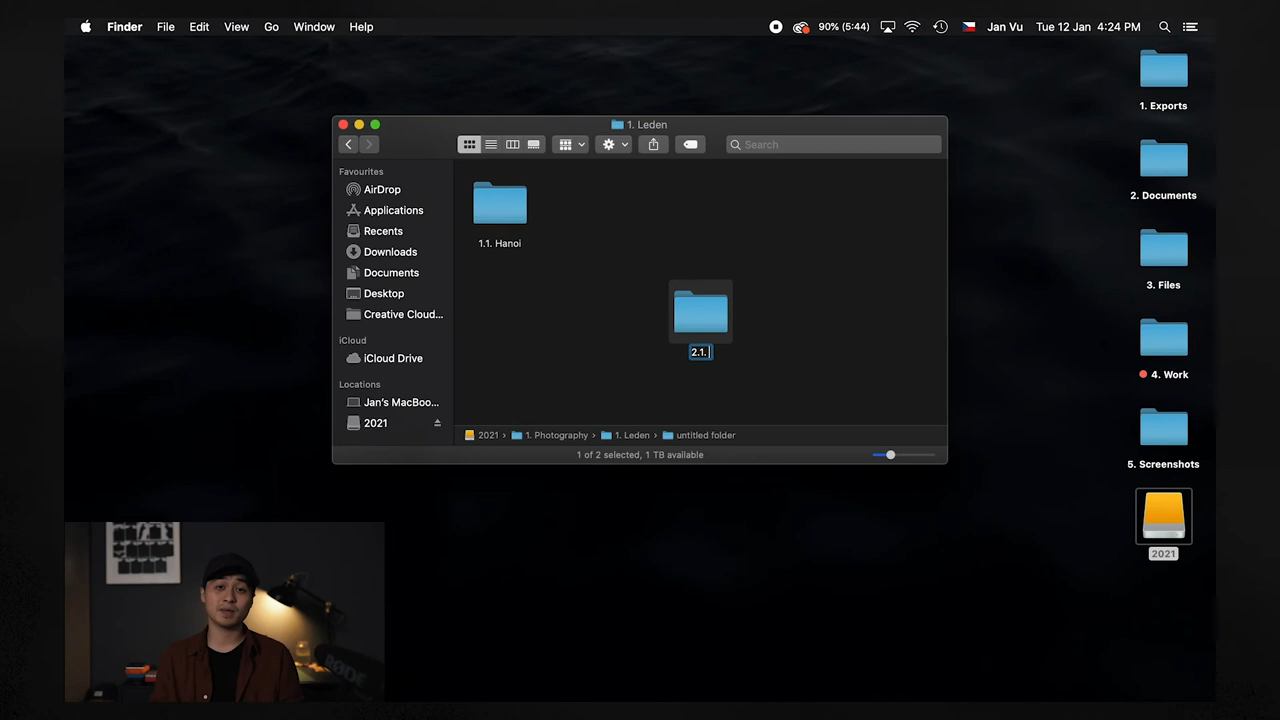 Finder File Edit View Go Window Help 90% (5:44) Jan Vu Tue 12 Jan 4:24 PM
1. Leden
Search
Favourites
AirDrop
Applications
Recents
Downloads
Documents
Desktop
Creative Cloud...
iCloud
iCloud Drive
Locations
Jan's MacBoo...
2021
1.1. Hanoi
2.1.
2021 › 1. Photography › 1. Leden › untitled folder
1 of 2 selected, 1 TB available
1. Exports
2. Documents
3. Files
4. Work
5. Screenshots
2021
RØDE